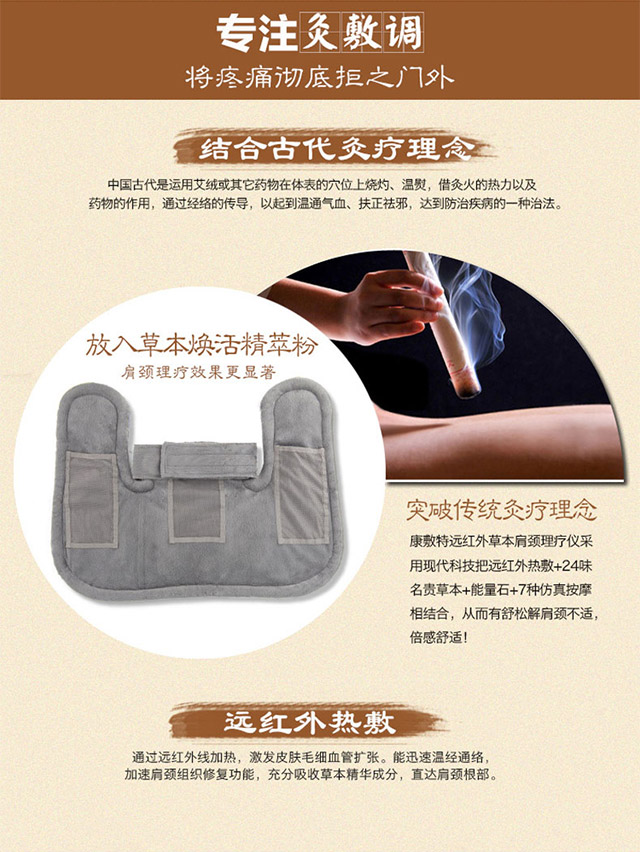 专注灸敷调
将疼痛彻底拒之门外
结合古代灸疗理念
中国古代是运用艾绒或其它药物在体表的穴位上烧灼、温熨，借灸火的热力以及
药物的作用，通过经络的传导，以起到温通气血、扶正祛邪，达到防治疾病的一种治法。
放入草本焕活精萃粉
肩颈理疗效果更显著
突破传统灸疗理念
康敷特远红外草本肩颈理疗仪采
用现代科技把远红外热敷+24味
名贵草本+能量石+7种仿真按摩
相结合，从而有舒松解肩颈不适，
倍感舒适！
远红外热敷
通过远红外线加热，激发皮肤毛细血管扩张。能迅速温经通络，
加速肩颈组织修复功能，充分吸收草本精华成分，直达肩颈根部。